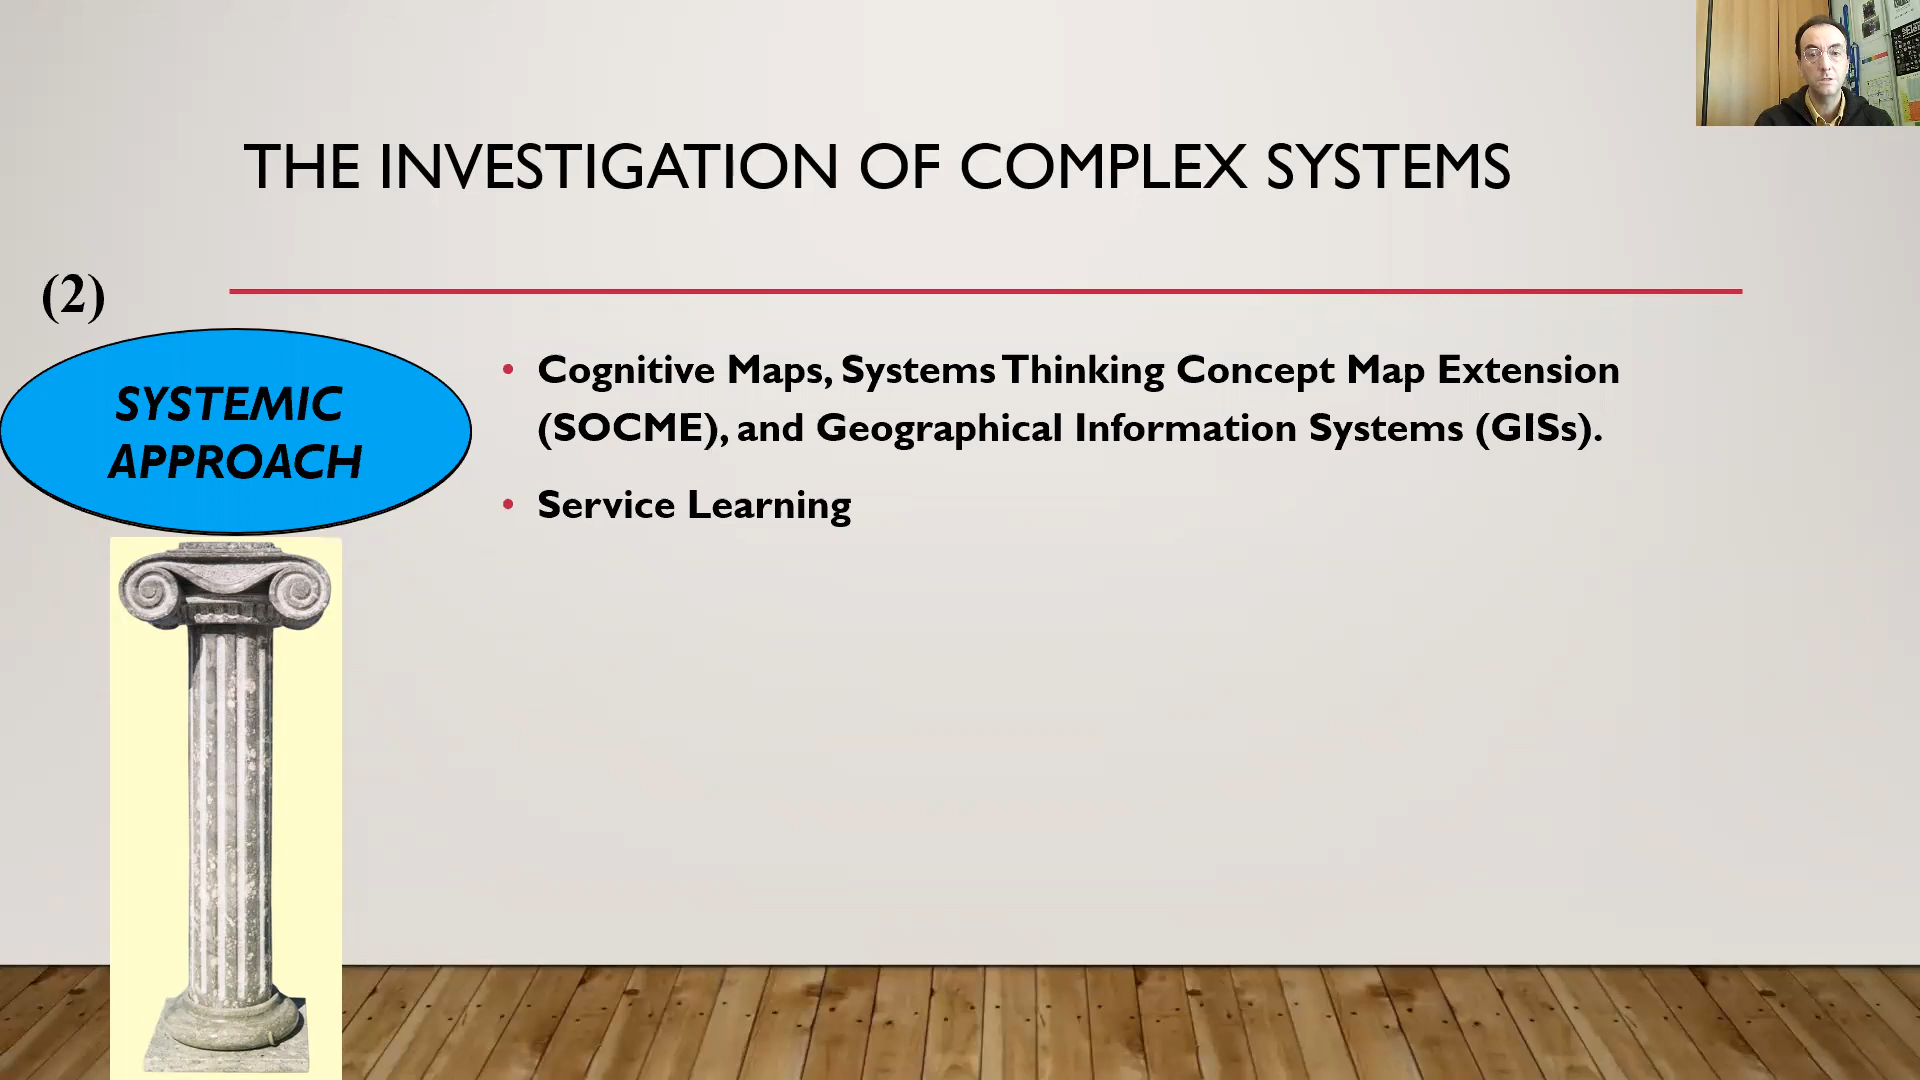 THE INVESTIGATION OF COMPLEX SYSTEMS
(2)
SYSTEMIC
APPROACH
• Cognitive Maps, Systems Thinking Concept Map Extension
(SOCME), and Geographical Information Systems (GISs).
• Service Learning